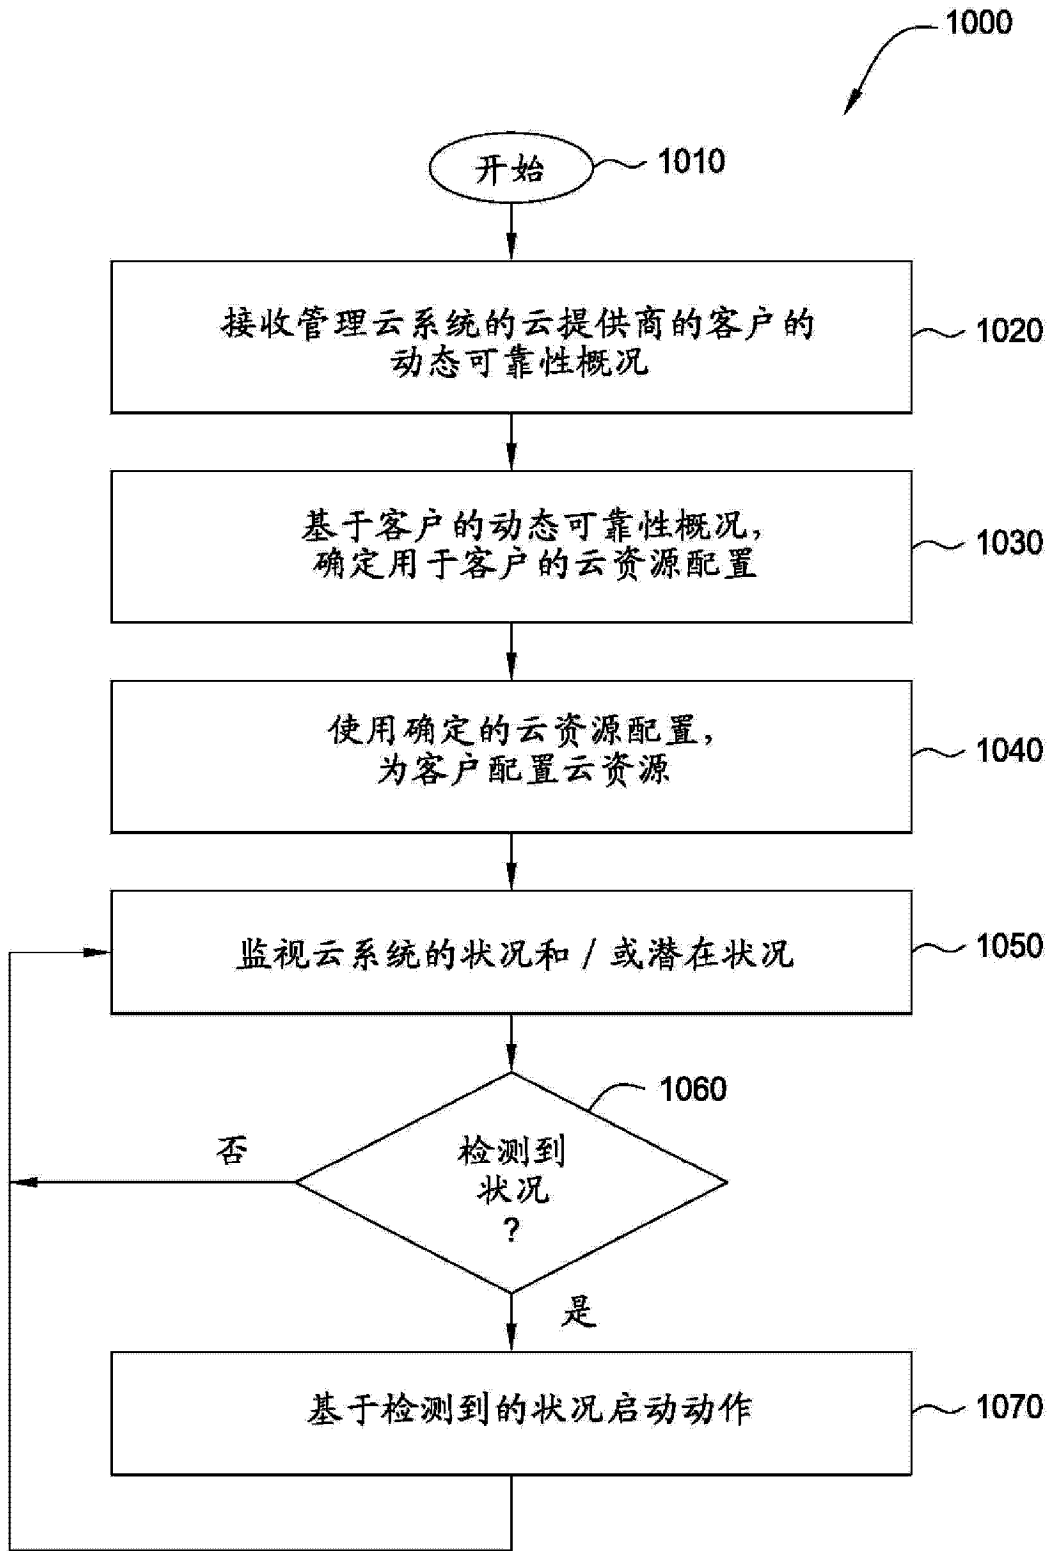 1000
开始
1010
接收管理云系统的云提供商的客户的
动态可靠性概况
1020
基于客户的动态可靠性概况,
确定用于客户的云资源配置
1030
使用确定的云资源配置,
为客户配置云资源
1040
监视云系统的状况和 / 或潜在状况
1050
检测到
状况
?
1060
否
是
基于检测到的状况启动动作
1070